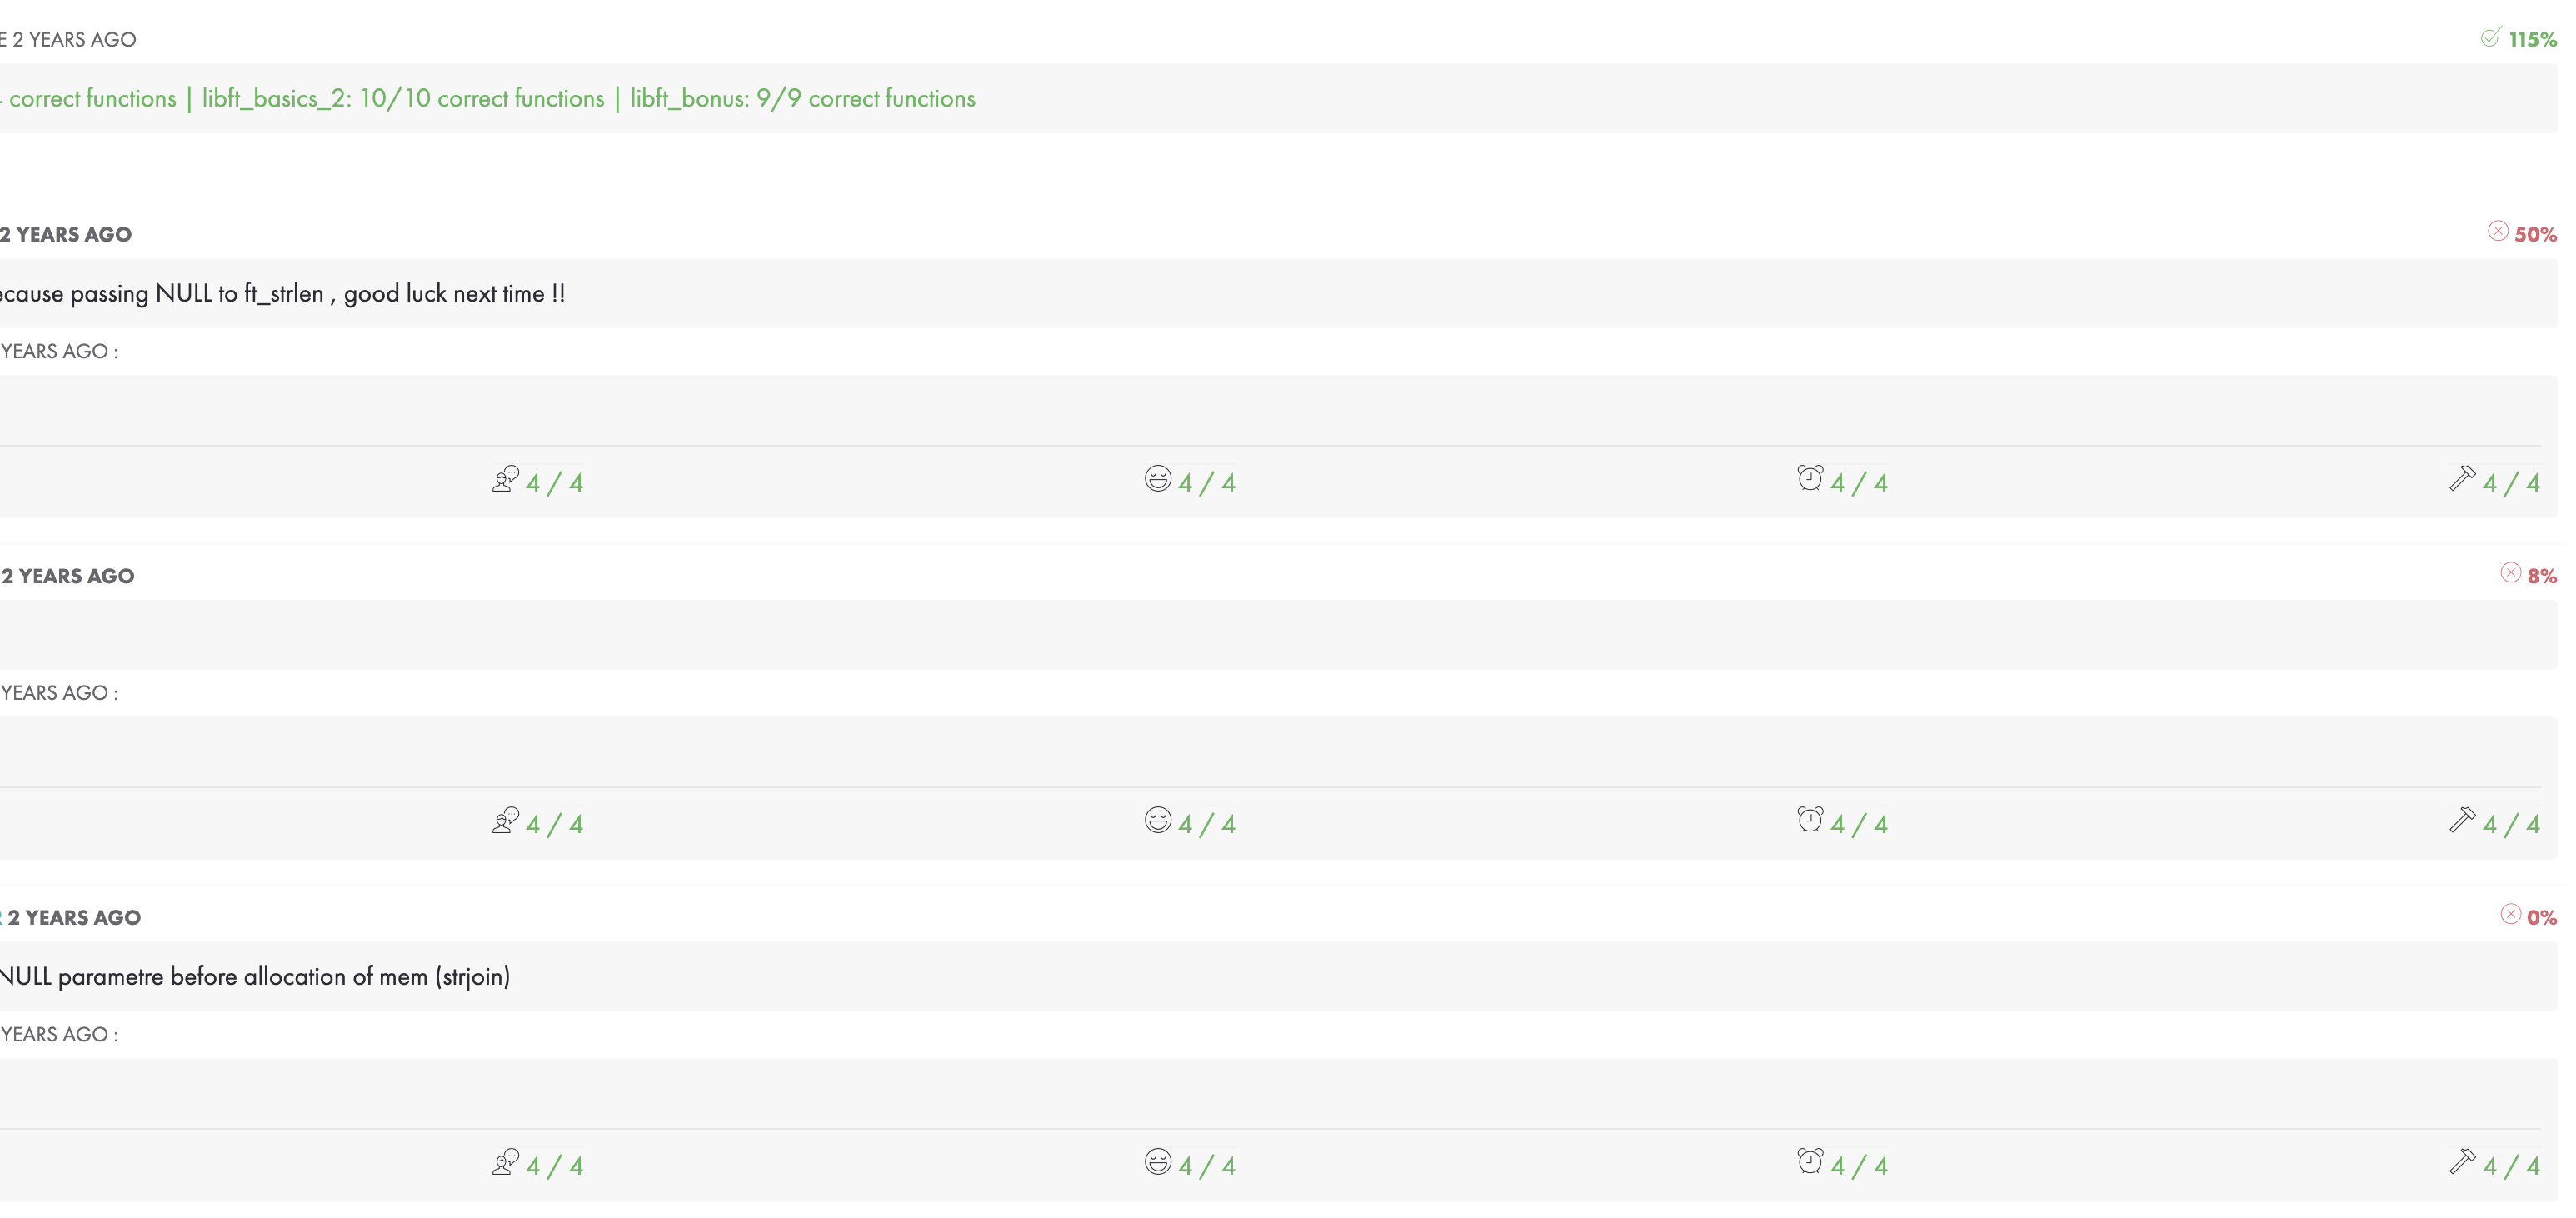 2 YEARS AGO 115%
correct functions | libft_basics_2: 10/10 correct functions | libft_bonus: 9/9 correct functions
2 YEARS AGO 50%
passing NULL to ft_strlen , good luck next time !!
YEARS AGO :
4 / 4 4 / 4 4 / 4 4 / 4
2 YEARS AGO 8%
YEARS AGO :
4 / 4 4 / 4 4 / 4 4 / 4
2 YEARS AGO 0%
NULL parametre before allocation of mem (strjoin)
YEARS AGO :
4 / 4 4 / 4 4 / 4 4 / 4